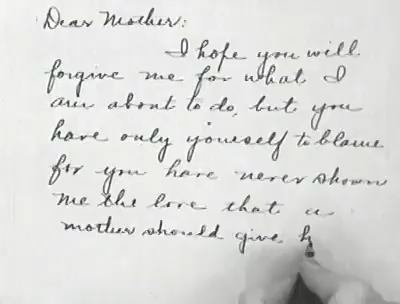 Dear Mother:
I hope you will
forgive me for what I
am about to do, but you
have only yourself to blame
for you have never shown
me the love that a
mother should give h